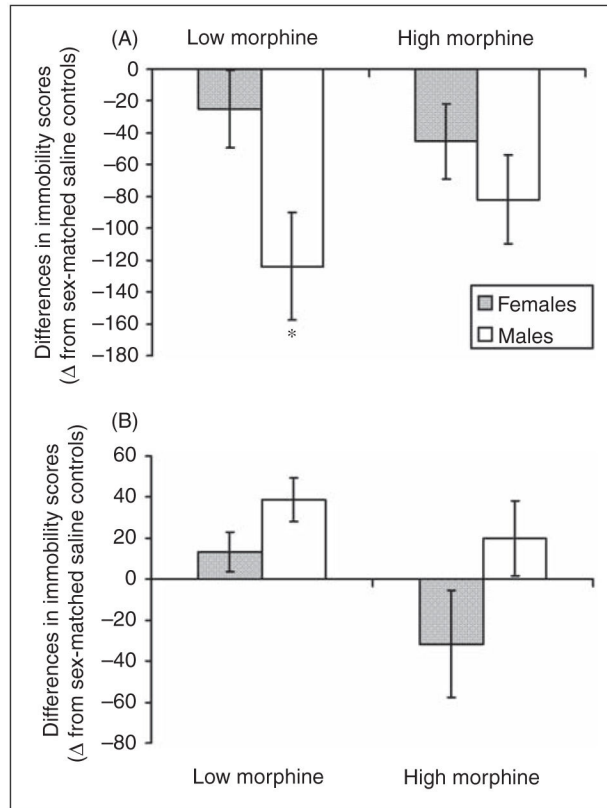 (A)
Low morphine High morphine
Differences in immobility scores
(Δ from sex-matched saline controls)
0
−20
−40
−60
−80
−100
−120
−140
−160
−180
*
Females
Males
(B)
Differences in immobility scores
(Δ from sex-matched saline controls)
60
40
20
0
−20
−40
−60
−80
Low morphine High morphine